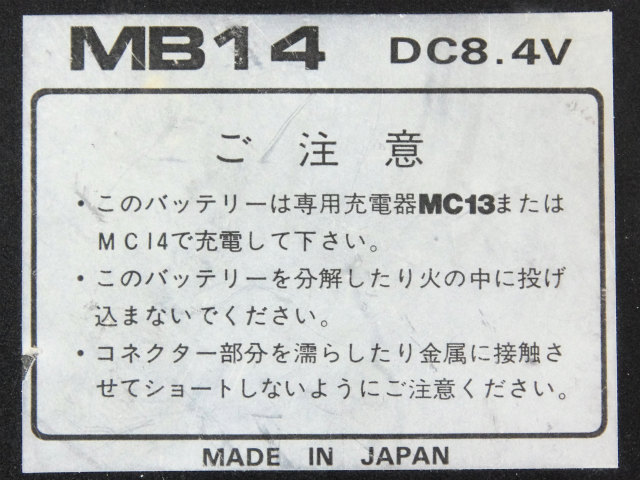 MB14 DC8.4V
ご注意
・このバッテリーは専用充電器MC13または
MC14で充電して下さい。
・このバッテリーを分解したり火の中に投げ
込まないでください。
・コネクター部分を濡らしたり金属に接触さ
せてショートしないようにご注意ください。
MADE IN JAPAN